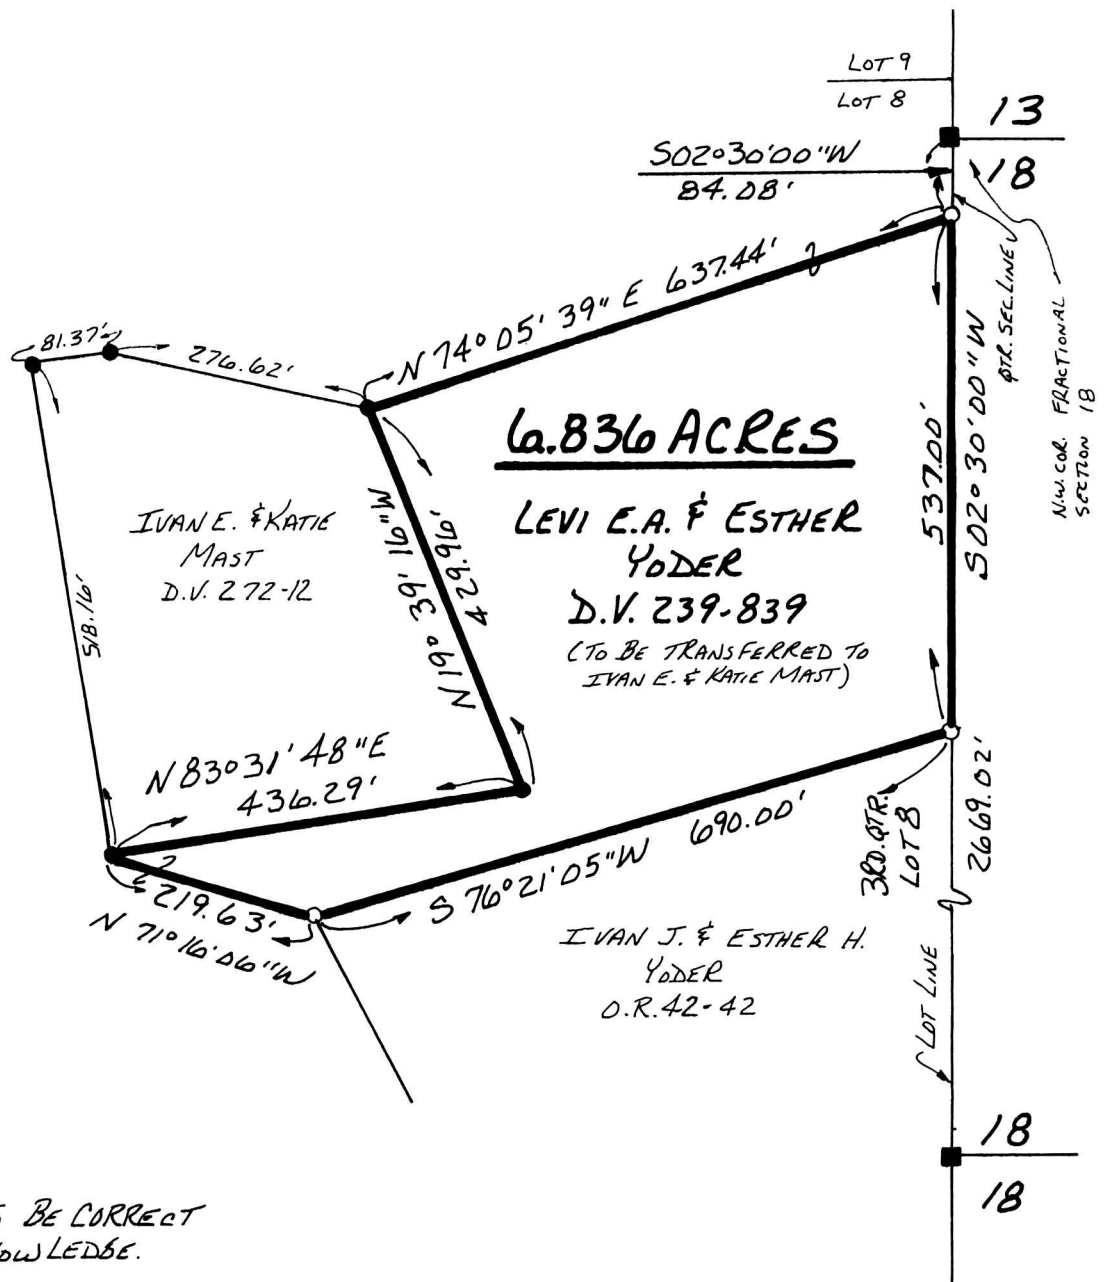 LOT 9
LOT 8
13
18
S02°30'00"W
84.08'
N 74° 05' 39" E 637.44'
QTR. SEC. LINE
N.W. COR. FRACTIONAL
SECTION 18
81.37'
276.62'
6.836 ACRES
LEVI E.A. & ESTHER
YODER
D.V. 239-839
(TO BE TRANSFERRED TO
IVAN E. & KATIE MAST)
537.00'
S02° 30' 00" W
IVAN E. & KATIE
MAST
D.V. 272-12
N 19° 39' 16" W
429.96'
518.16'
N 83° 31' 48" E
436.29'
219.63'
N 71° 16' 06" W
S 76° 21' 05" W 690.00'
3RD. QTR.
LOT 8
2669.02'
IVAN J. & ESTHER H.
YODER
O.R. 42-42
LOT LINE
18
18
BE CORRECT